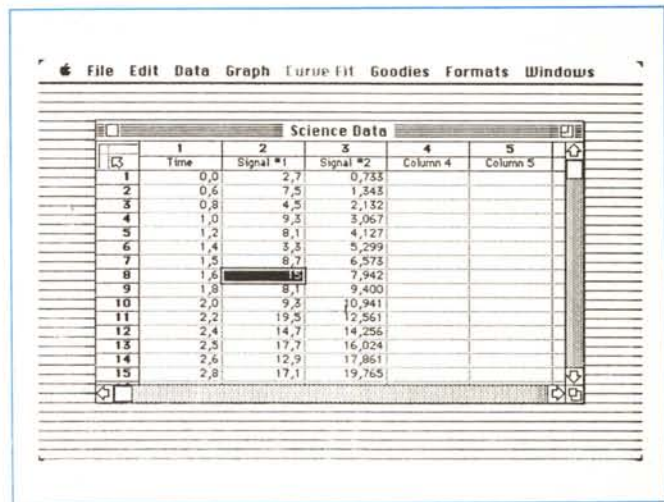 File Edit Data Graph Curve Fit Goodies Formats Windows
Science Data
1 2 3 4 5
Time Signal #1 Signal #2 Column 4 Column 5
1 0,0 2,7 0,733
2 0,6 7,5 1,343
3 0,8 4,5 2,132
4 1,0 9,3 3,067
5 1,2 8,1 4,127
6 1,4 3,3 5,299
7 1,5 8,7 6,573
8 1,6 15 7,942
9 1,8 8,1 9,400
10 2,0 9,3 10,941
11 2,2 19,5 12,561
12 2,4 14,7 14,256
13 2,5 17,7 16,024
14 2,6 12,9 17,861
15 2,8 17,1 19,765